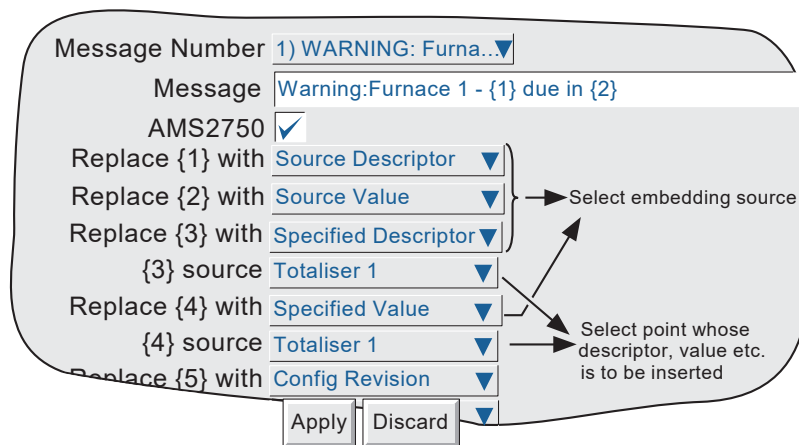 Message Number 1) WARNING: Furna...
Message Warning:Furnace 1 - {1} due in {2}
AMS2750
Replace {1} with Source Descriptor
Replace {2} with Source Value
Select embedding source
Replace {3} with Specified Descriptor
{3} source Totaliser 1
Replace {4} with Specified Value
{4} source Totaliser 1
Select point whose
descriptor, value etc.
is to be inserted
Replace {5} with Config Revision
Apply Discard